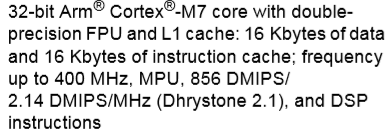 32-bit Arm® Cortex®-M7 core with double-
precision FPU and L1 cache: 16 Kbytes of data
and 16 Kbytes of instruction cache; frequency
up to 400 MHz, MPU, 856 DMIPS/
2.14 DMIPS/MHz (Dhrystone 2.1), and DSP
instructions